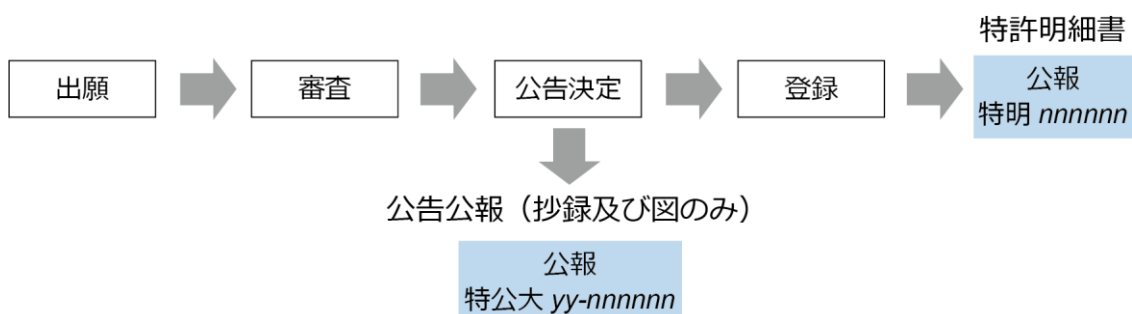 特許明細書
出願
審査
公告決定
登録
公報
特明 nnnnnn
公告公報（抄録及び図のみ）
公報
特公大 yy-nnnnnn